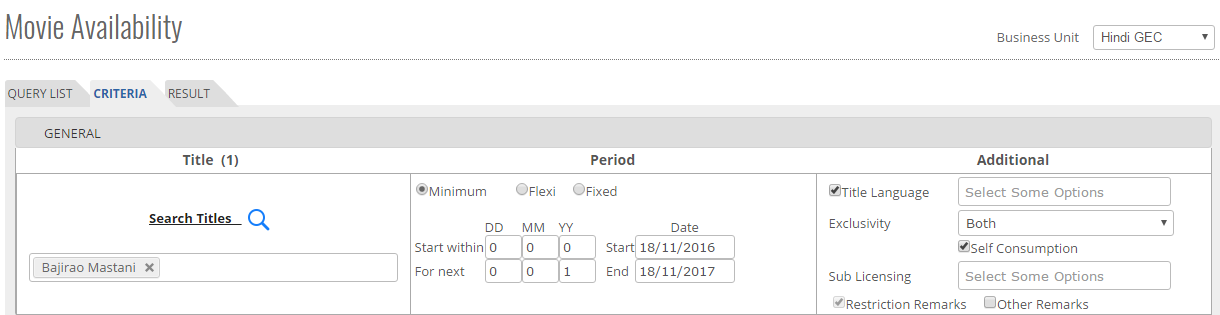 Movie Availability
Business Unit Hindi GEC
QUERY LIST CRITERIA RESULT
GENERAL
Title (1) Period Additional
Minimum Flexi Fixed Title Language Select Some Options
Search Titles DD MM YY Date Exclusivity Both
Start within 0 0 0 Start 18/11/2016 Self Consumption
Bajirao Mastani For next 0 0 1 End 18/11/2017 Sub Licensing Select Some Options
Restriction Remarks Other Remarks